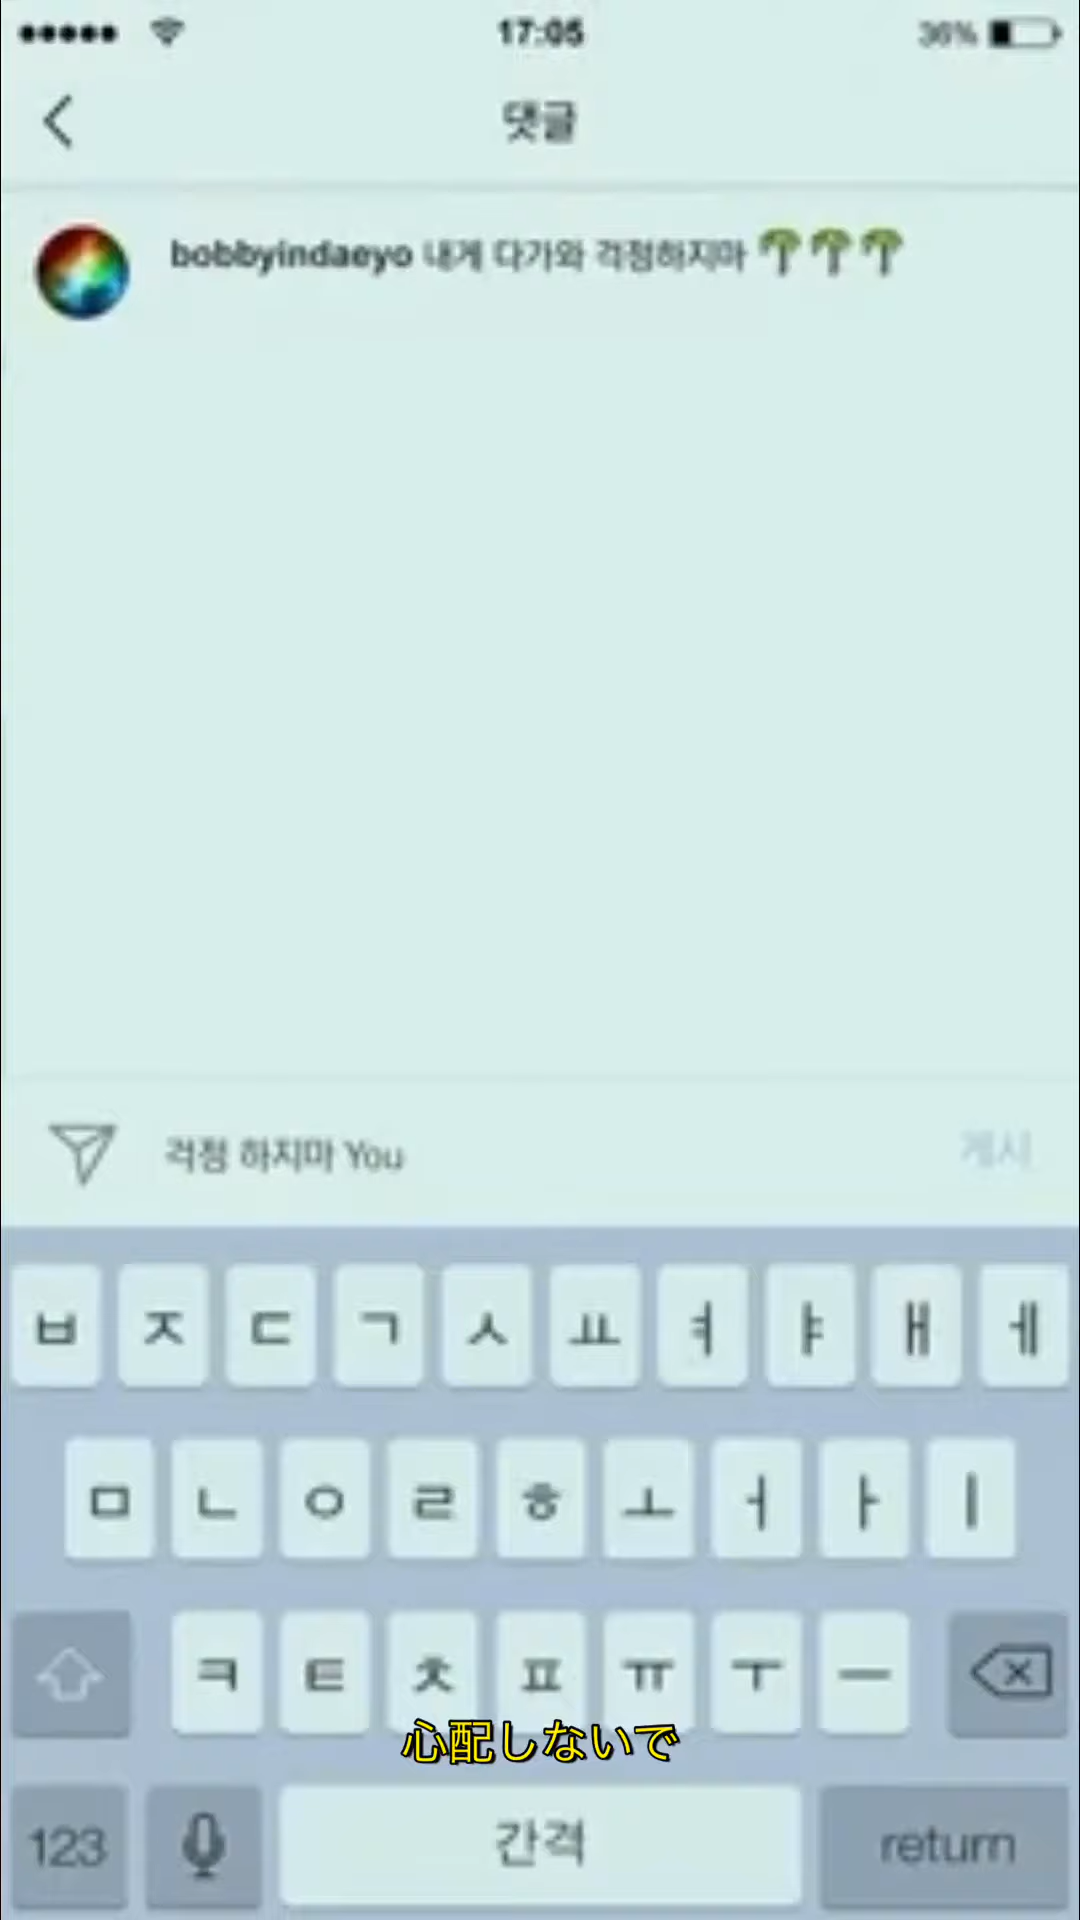 17:05
36%
댓글
bobbyindaeyo 내게 다가와 걱정하지마 🌴🌴🌴
걱정 하지마 You
게시
ㅂ ㅈ ㄷ ㄱ ㅅ ㅛ ㅕ ㅑ ㅐ ㅔ
ㅁ ㄴ ㅇ ㄹ ㅎ ㅗ ㅓ ㅏ ㅣ
ㅋ ㅌ ㅊ ㅍ ㅠ ㅜ ㅡ
心配しないで
123
간격
return